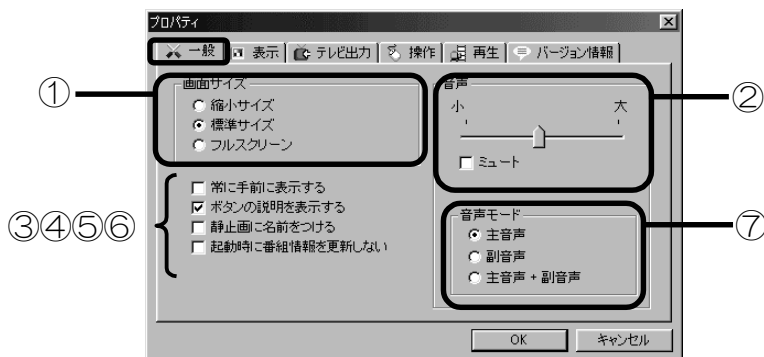 プロパティ
一般 表示 テレビ出力 操作 再生 バージョン情報
① 画面サイズ
縮小サイズ
標準サイズ
フルスクリーン
音声 ②
小 大
ミュート
③④⑤⑥
常に手前に表示する
ボタンの説明を表示する
静止画に名前をつける
起動時に番組情報を更新しない
音声モード ⑦
主音声
副音声
主音声 + 副音声
OK キャンセル